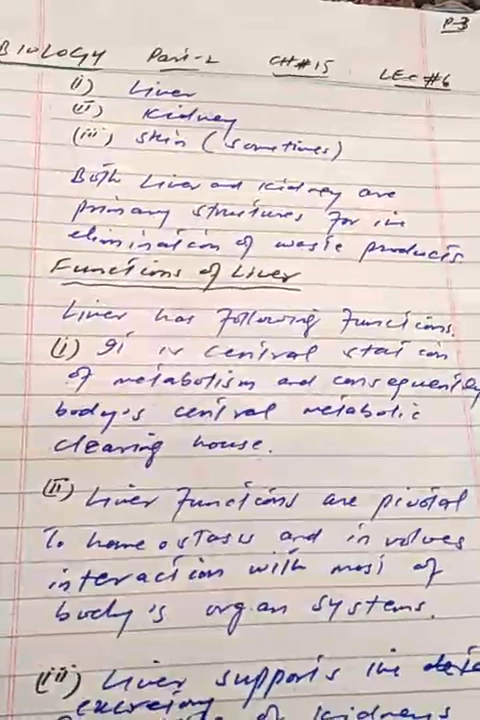 P-3
BIOLOGY Part-2 CH#15 LEC#6
(i) Liver
(ii) Kidney
(iii) Skin (sometimes)
Both Liver and Kidney are
primary structures for the
elimination of waste products
Functions of Liver
Liver has following functions.
(i) It is central station
of metabolism and consequently
body's central metabolic
clearing house.
(ii) Liver functions are pivotal
to homeostasis and involves
interaction with most of
body's organ systems.
(iii) Liver supports the
excretory
of kidneys